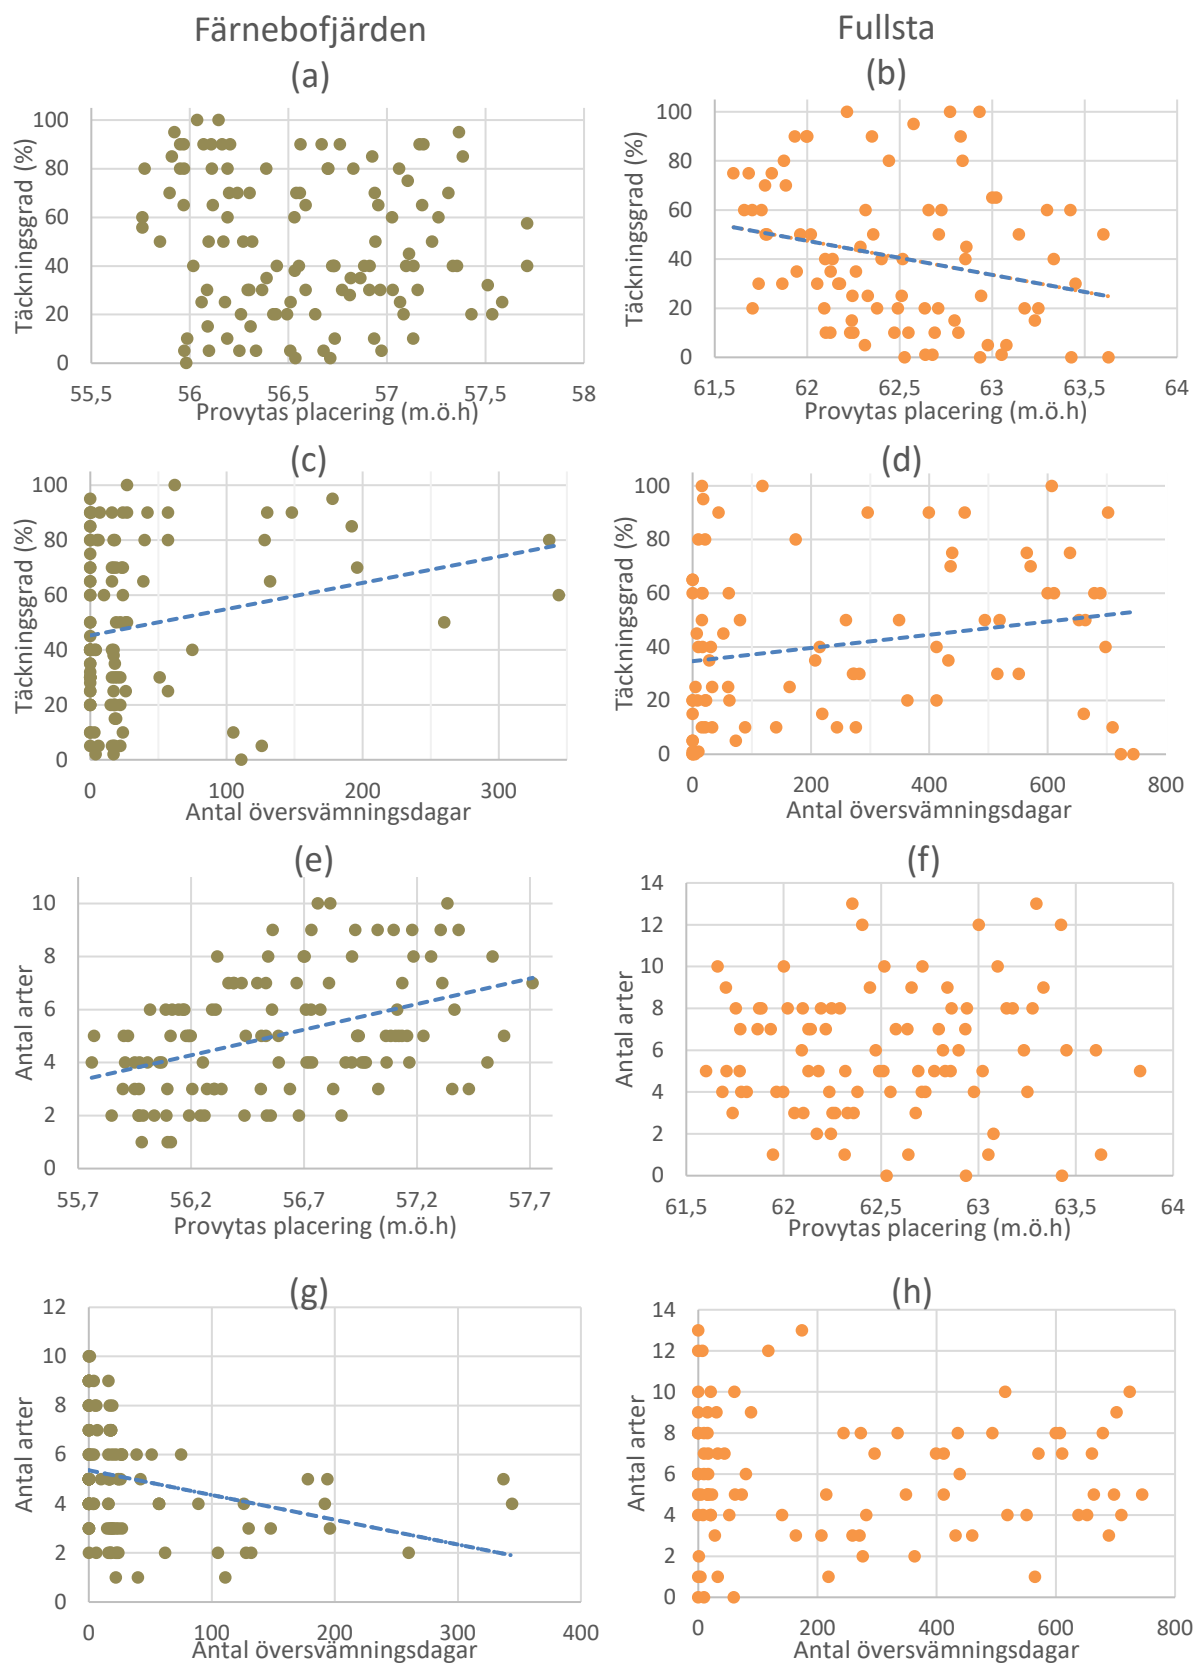 Färnebofjärden
Fullsta
(a)
(b)
Täckningsgrad (%)
100
80
60
40
20
0
55,5 56 56,5 57 57,5 58
Provytas placering (m.ö.h)
Täckningsgrad (%)
100
80
60
40
20
0
61,5 62 62,5 63 63,5 64
Provytas placering (m.ö.h)
(c)
(d)
Täckningsgrad (%)
100
80
60
40
20
0
0 100 200 300
Antal översvämningsdagar
Täckningsgrad (%)
100
80
60
40
20
0
0 200 400 600 800
Antal översvämningsdagar
(e)
(f)
Antal arter
10
8
6
4
2
0
55,7 56,2 56,7 57,2 57,7
Provytas placering (m.ö.h)
Antal arter
14
12
10
8
6
4
2
0
61,5 62 62,5 63 63,5 64
Provytas placering (m.ö.h)
(g)
(h)
Antal arter
12
10
8
6
4
2
0
0 100 200 300 400
Antal översvämningsdagar
Antal arter
14
12
10
8
6
4
2
0
0 200 400 600 800
Antal översvämningsdagar